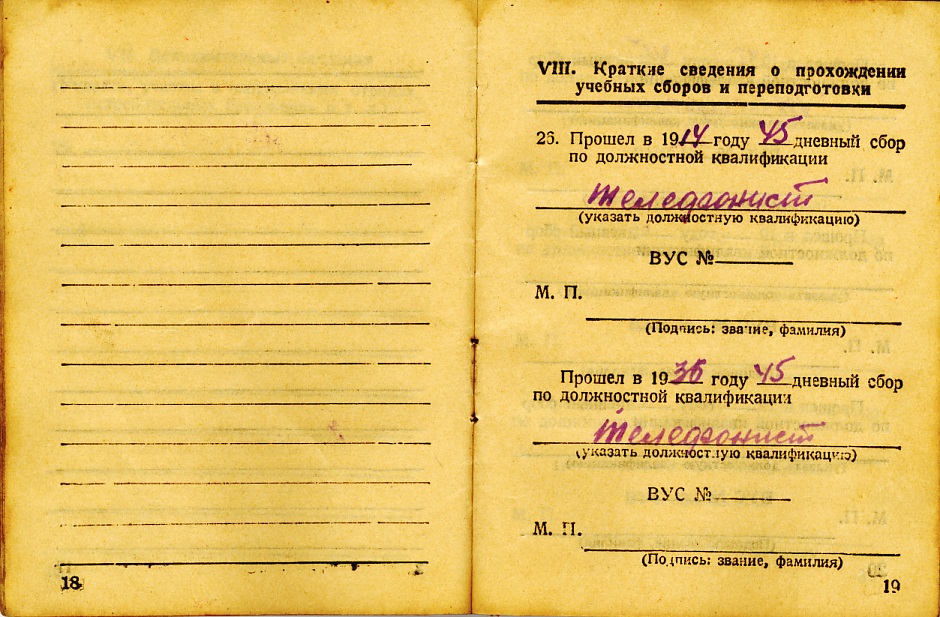 18
VIII. Краткие сведения о прохождении
учебных сборов и переподготовки
26. Прошел в 1914 году 45 дневный сбор
по должностной квалификации
телефонист
(указать должностную квалификацию)
ВУС №
М. П.
(Подпись: звание, фамилия)
Прошел в 1936 году 45 дневный сбор
по должностной квалификации
телефонист
(указать должностную квалификацию)
ВУС №
М. П.
(Подпись: звание, фамилия)
19